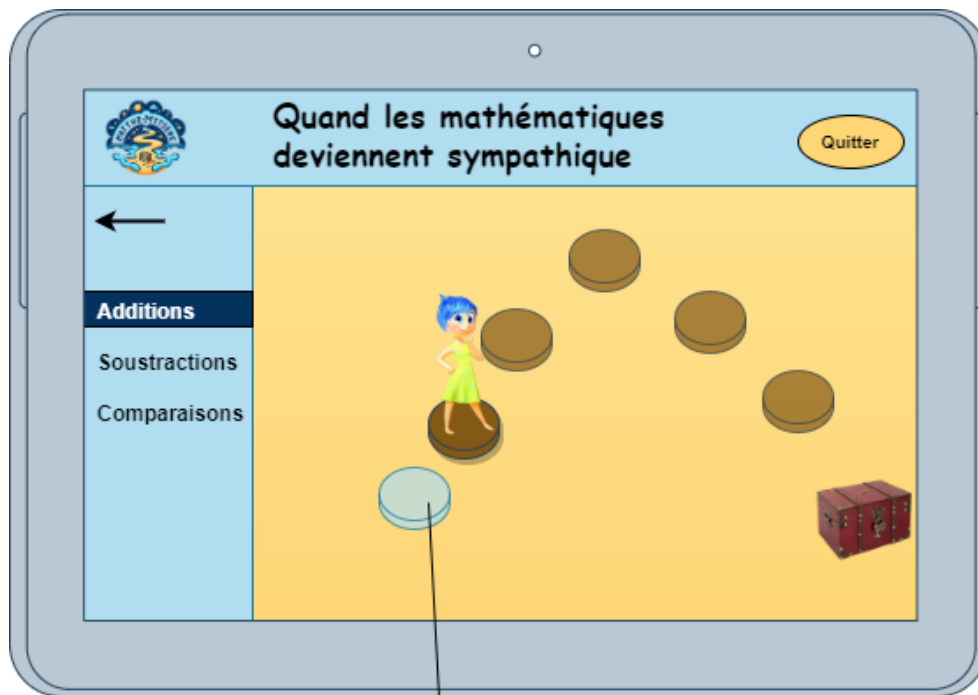 Quand les mathématiques
deviennent sympathique
Quitter
Additions
Soustractions
Comparaisons